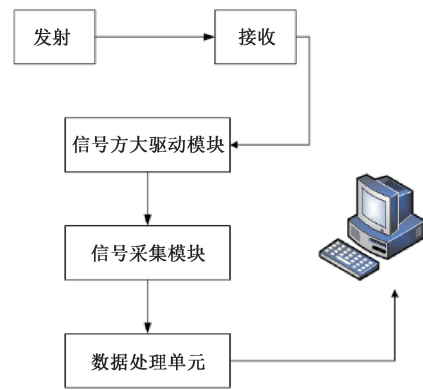 发射
接收
信号方大驱动模块
信号采集模块
数据处理单元